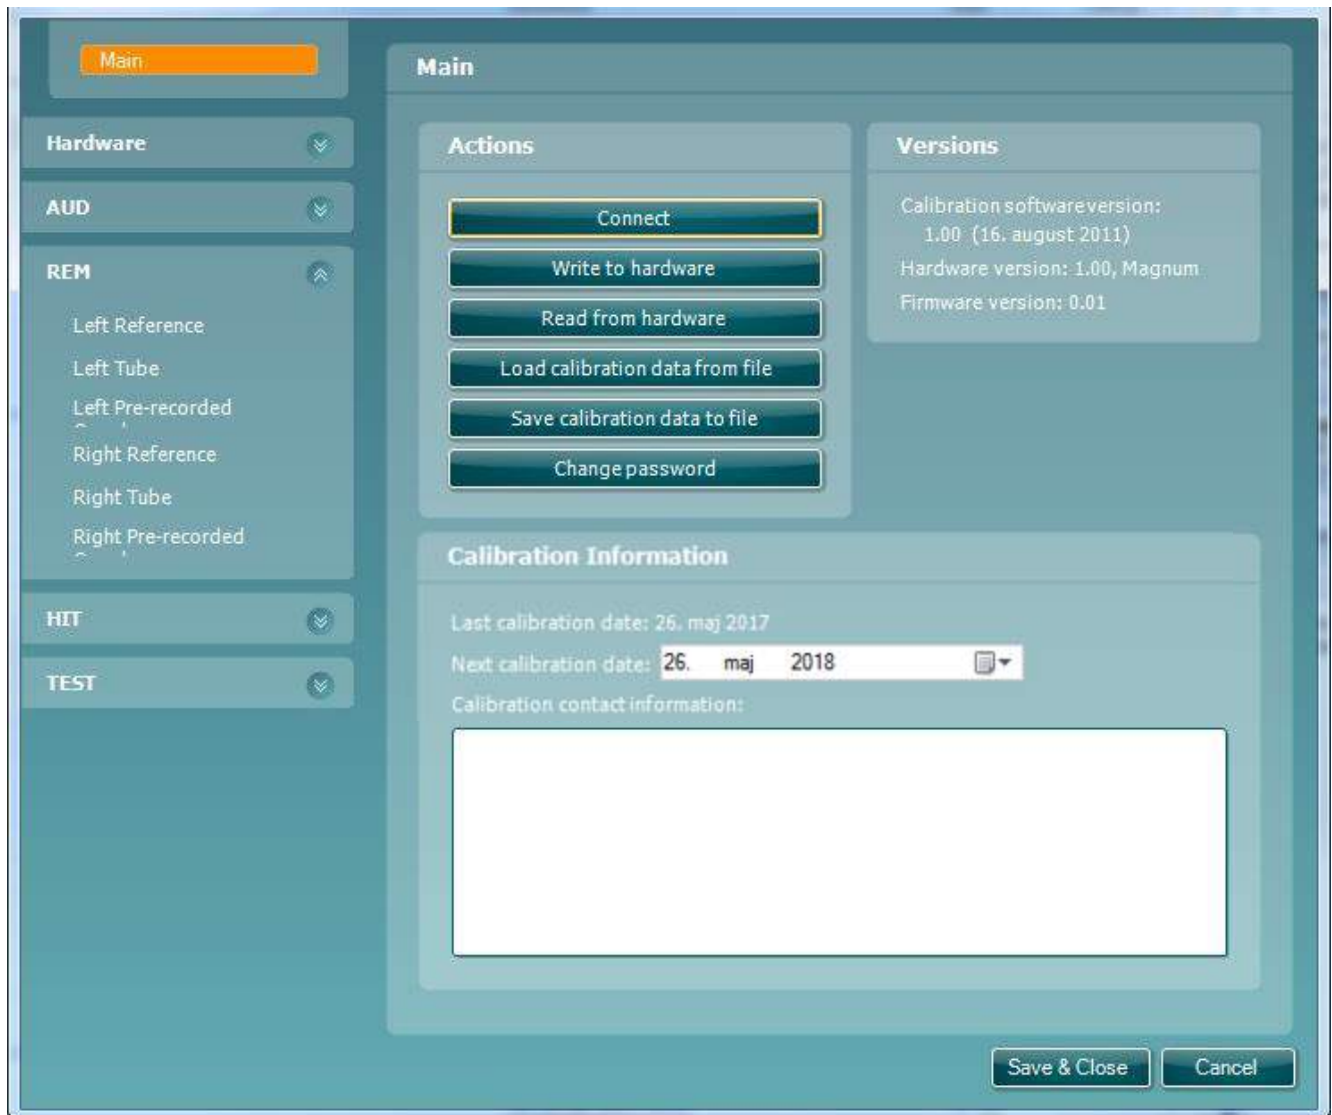 Main
Hardware
AUD
REM
Left Reference
Left Tube
Left Pre-recorded
Right Reference
Right Tube
Right Pre-recorded
HIT
TEST
Main
Actions
Connect
Write to hardware
Read from hardware
Load calibration data from file
Save calibration data to file
Change password
Versions
Calibration software version:
1.00 (16. august 2011)
Hardware version: 1.00, Magnum
Firmware version: 0.01
Calibration Information
Last calibration date: 26. maj 2017
Next calibration date: 26. maj 2018
Calibration contact information:
Save & Close
Cancel